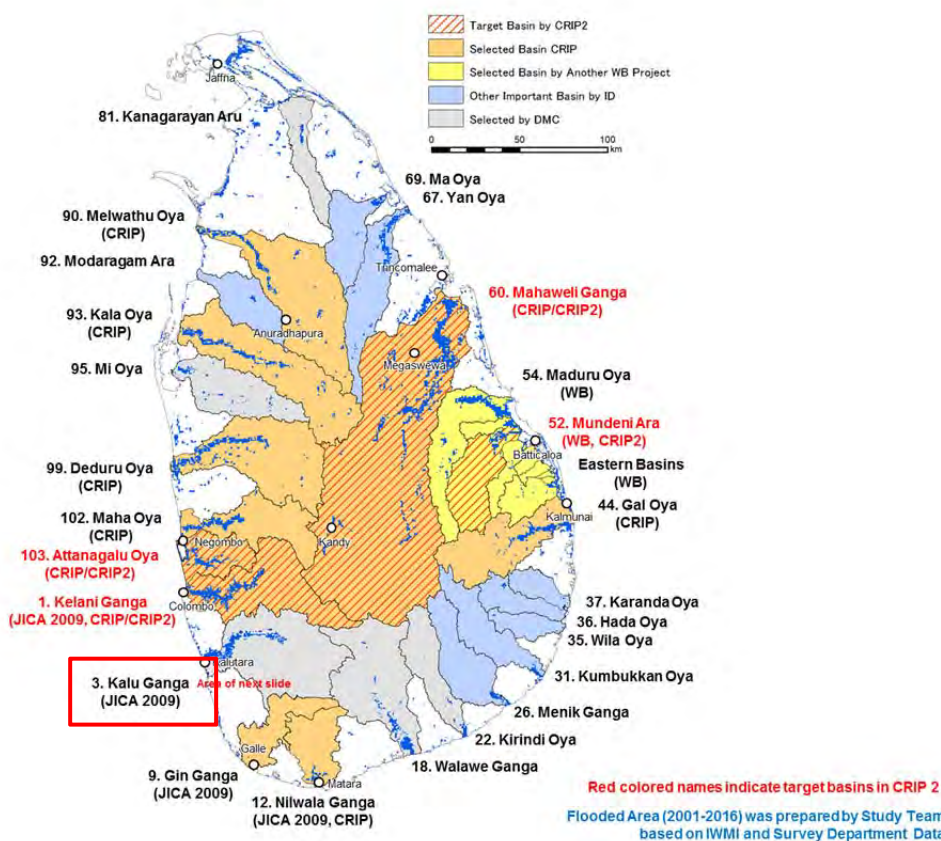 Target Basin by CRIP2
Selected Basin CRIP
Selected Basin by Another WB Project
Other Important Basin by ID
Selected by DMC
0 20 40 60 80 100
km
Jaffna
81. Kanagarayan Aru
69. Ma Oya
67. Yan Oya
90. Melwathu Oya
(CRIP)
92. Modaragam Ara
Trincomalee
60. Mahaweli Ganga
(CRIP/CRIP2)
93. Kala Oya
(CRIP)
Anuradhapura
Megaswewa
95. Mi Oya
54. Maduru Oya
(WB)
52. Mundeni Ara
(WB, CRIP2)
Batticaloa
Eastern Basins
(WB)
99. Deduru Oya
(CRIP)
44. Gal Oya
(CRIP)
Kalmunai
102. Maha Oya
(CRIP)
Negombo
Kandy
103. Attanagalu Oya
(CRIP/CRIP2)
1. Kelani Ganga
(JICA 2009, CRIP/CRIP2)
Colombo
37. Karanda Oya
36. Hada Oya
35. Wila Oya
Kalutara
3. Kalu Ganga
(JICA 2009)
Area of next slide
31. Kumbukkan Oya
26. Menik Ganga
22. Kirindi Oya
18. Walawe Ganga
Galle
9. Gin Ganga
(JICA 2009)
Matara
12. Nilwala Ganga
(JICA 2009, CRIP)
Red colored names indicate target basins in CRIP 2
Flooded Area (2001-2016) was prepared by Study Team
based on IWMI and Survey Department Data